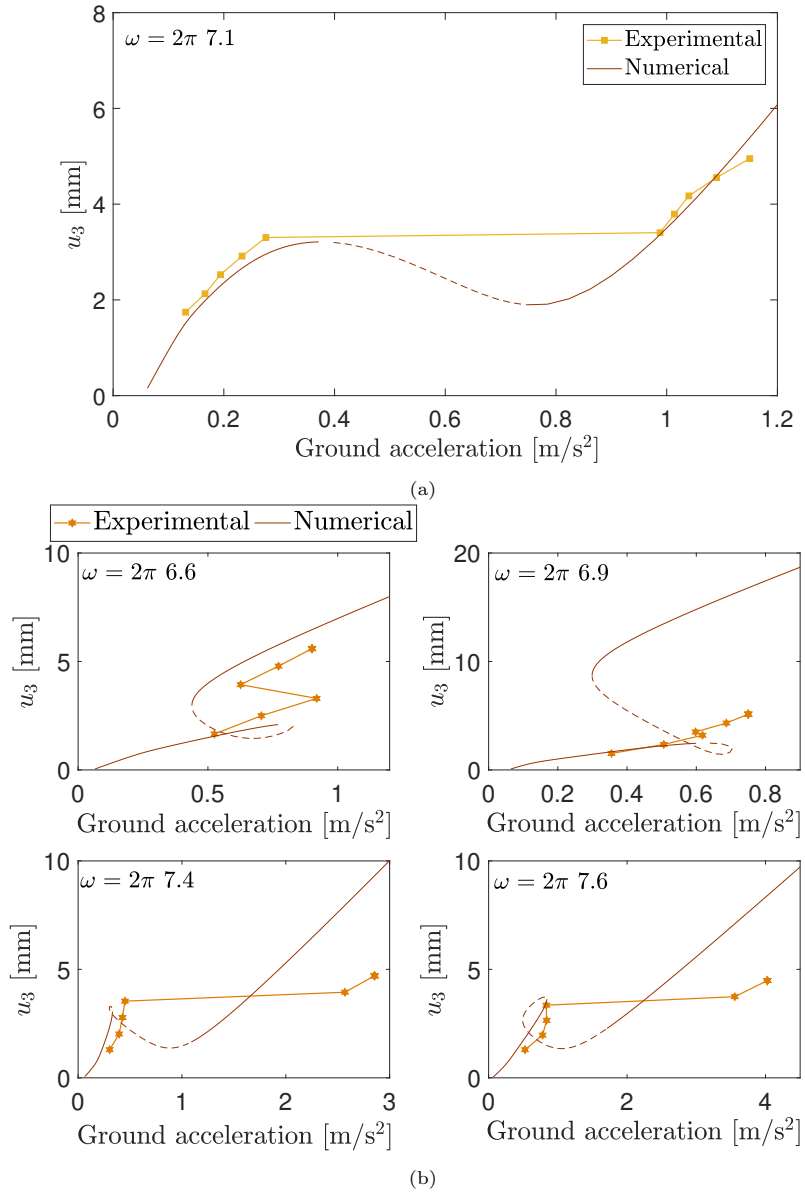 ω = 2π 7.1
Experimental
Numerical
8
6
4
2
0
u₃ [mm]
0 0.2 0.4 0.6 0.8 1 1.2
Ground acceleration [m/s²]
(a)
Experimental Numerical
ω = 2π 6.6
10
5
0
u₃ [mm]
0 0.5 1
Ground acceleration [m/s²]
ω = 2π 6.9
20
10
0
u₃ [mm]
0 0.2 0.4 0.6 0.8
Ground acceleration [m/s²]
ω = 2π 7.4
10
5
0
u₃ [mm]
0 1 2 3
Ground acceleration [m/s²]
ω = 2π 7.6
10
5
0
u₃ [mm]
0 2 4
Ground acceleration [m/s²]
(b)